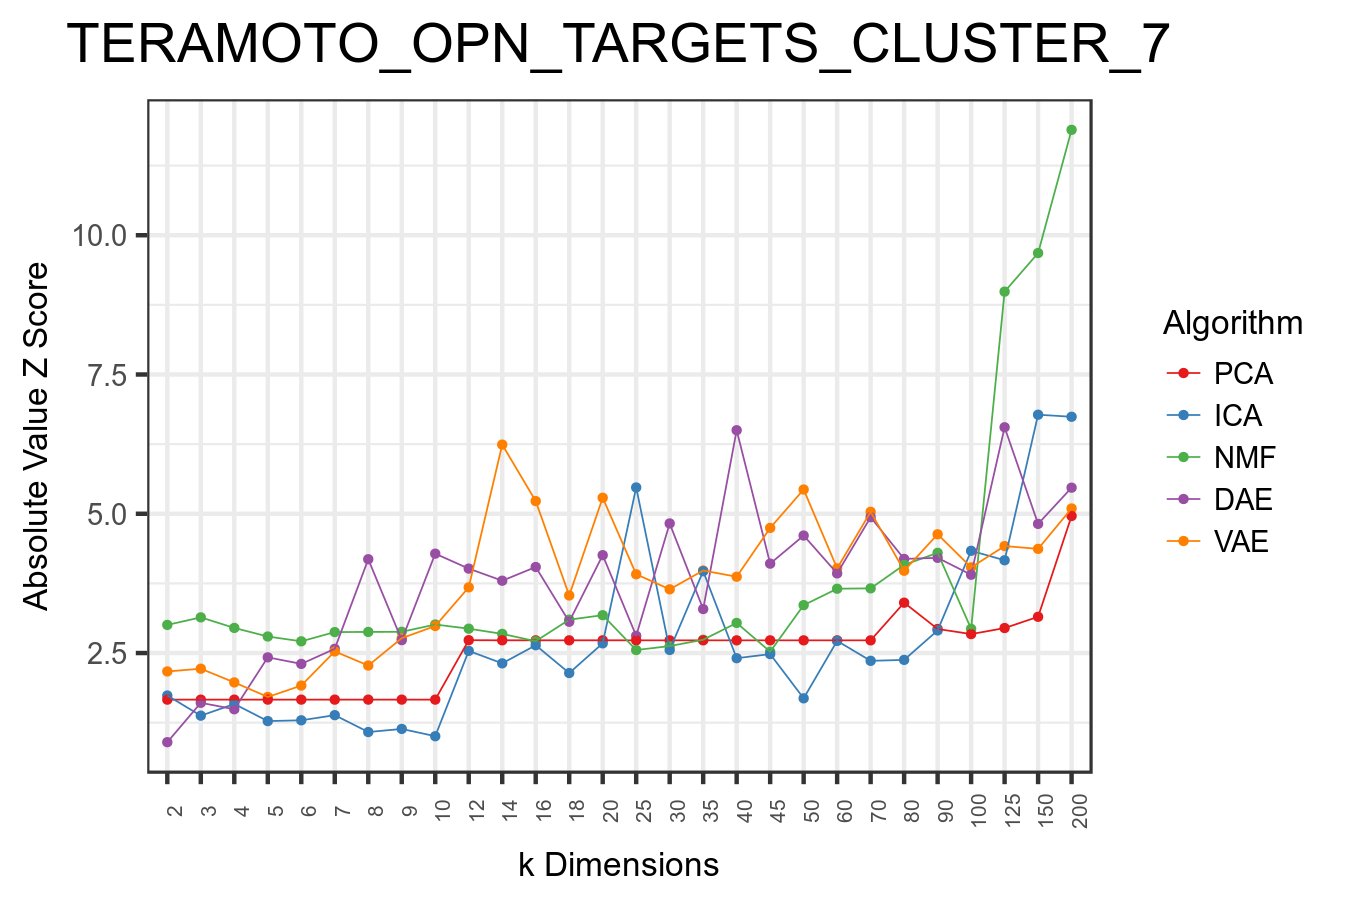 TERAMOTO_OPN_TARGETS_CLUSTER_7
Absolute Value Z Score
10.0
7.5
5.0
2.5
2 3 4 5 6 7 8 9 10 12 14 16 18 20 25 30 35 40 45 50 60 70 80 90 100 125 150 200
k Dimensions
Algorithm
PCA
ICA
NMF
DAE
VAE